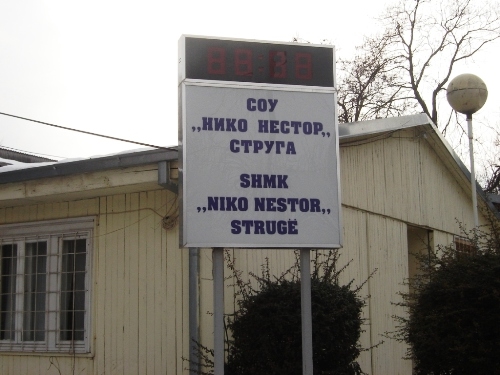 СОУ
„НИКО НЕСТОР„
СТРУГА
SHMK
„NIKO NESTOR„
STRUGË